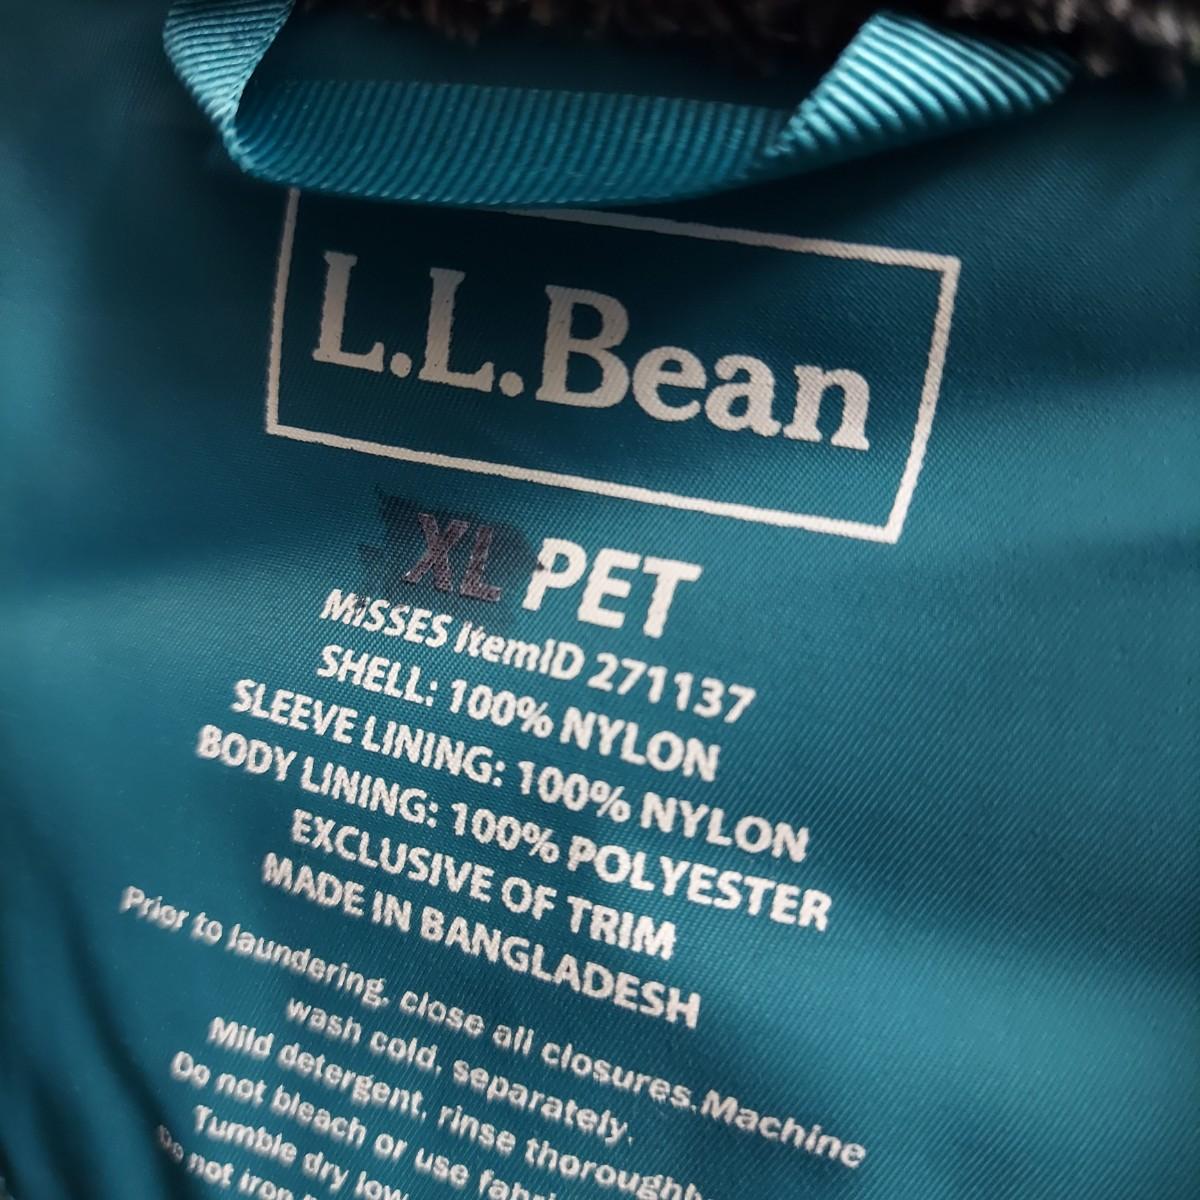 L.L.Bean
XL PET
MISSES ItemID 271137
SHELL: 100% NYLON
SLEEVE LINING: 100% NYLON
BODY LINING: 100% POLYESTER
EXCLUSIVE OF TRIM
MADE IN BANGLADESH
Prior to laundering, close all closures. Machine
wash cold, separately.
Mild detergent, rinse
Do not bleach or use
Tumble dry low
not iron